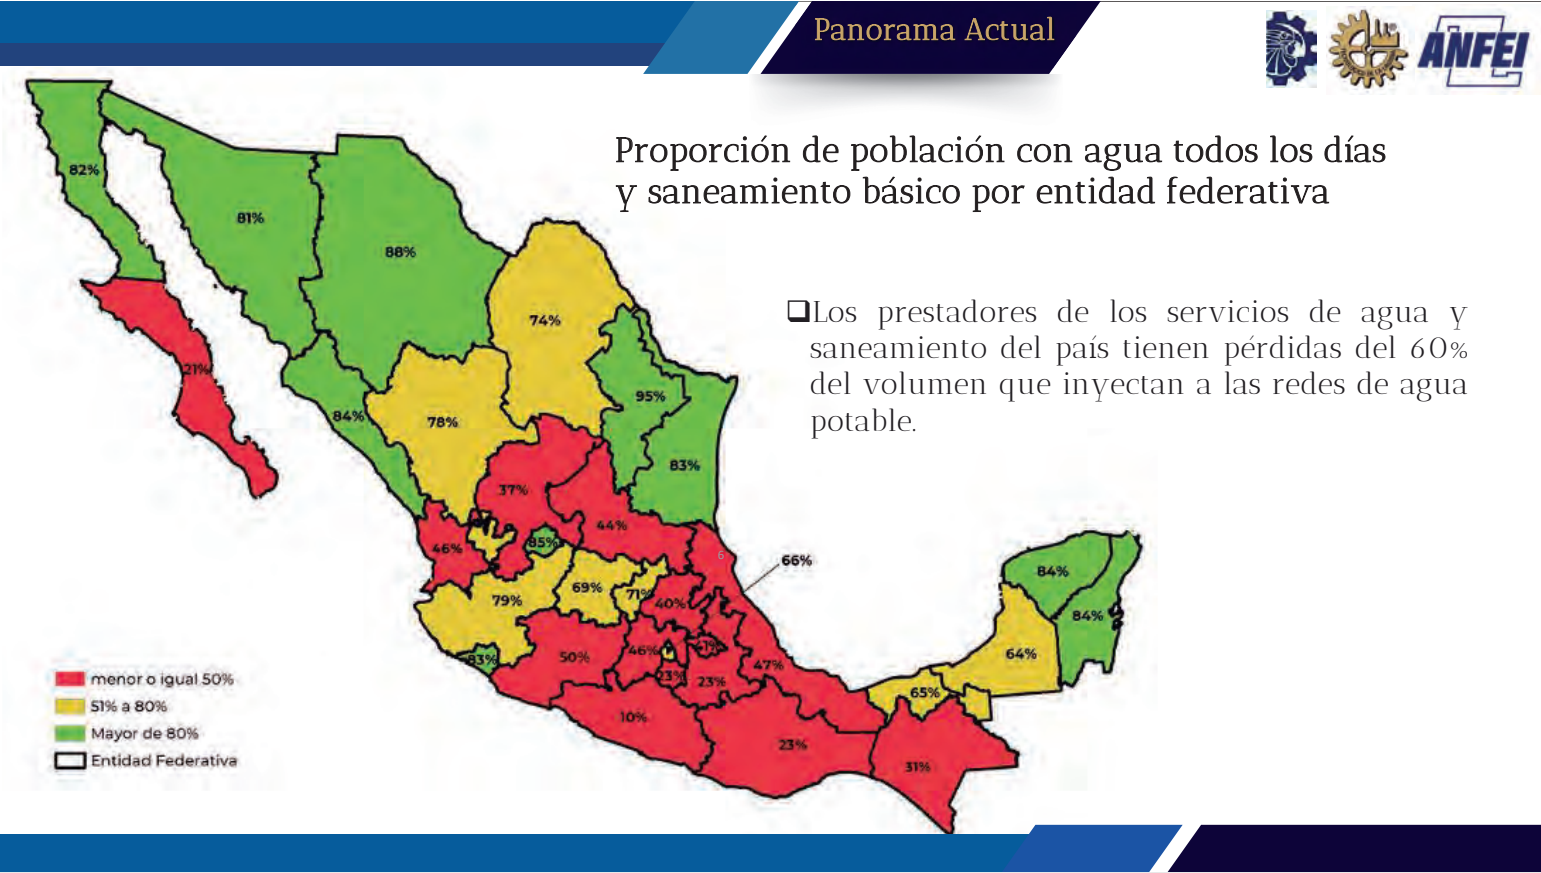 Panorama Actual
ANFEI
Proporción de población con agua todos los días
y saneamiento básico por entidad federativa
❑Los prestadores de los servicios de agua y
saneamiento del país tienen pérdidas del 60%
del volumen que inyectan a las redes de agua
potable.
82%
81%
88%
74%
21%
84%
78%
95%
83%
37%
44%
46%
85%
6
66%
79%
69%
71%
40%
83%
50%
46%
41%
23%
23%
47%
10%
23%
31%
65%
64%
84%
84%
menor o igual 50%
51% a 80%
Mayor de 80%
Entidad Federativa